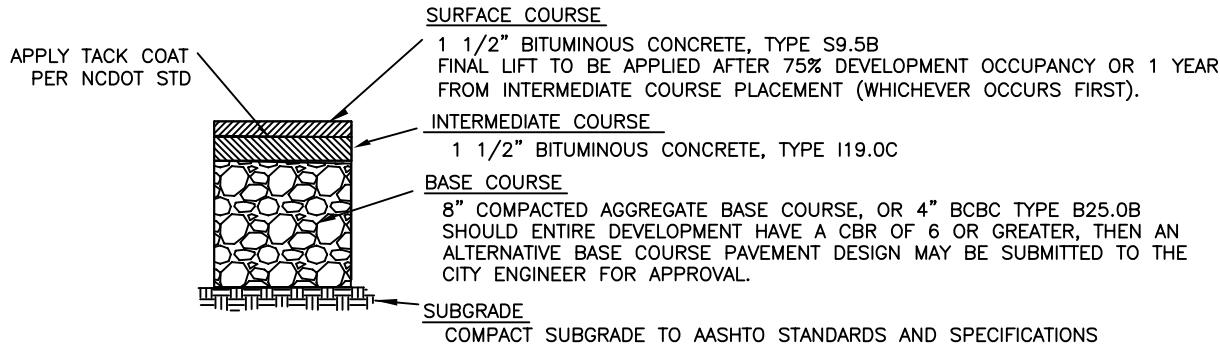 SURFACE COURSE
1 1/2" BITUMINOUS CONCRETE, TYPE S9.5B
FINAL LIFT TO BE APPLIED AFTER 75% DEVELOPMENT OCCUPANCY OR 1 YEAR
FROM INTERMEDIATE COURSE PLACEMENT (WHICHEVER OCCURS FIRST).
APPLY TACK COAT
PER NCDOT STD
INTERMEDIATE COURSE
1 1/2" BITUMINOUS CONCRETE, TYPE I19.0C
BASE COURSE
8" COMPACTED AGGREGATE BASE COURSE, OR 4" BCBC TYPE B25.0B
SHOULD ENTIRE DEVELOPMENT HAVE A CBR OF 6 OR GREATER, THEN AN
ALTERNATIVE BASE COURSE PAVEMENT DESIGN MAY BE SUBMITTED TO THE
CITY ENGINEER FOR APPROVAL.
SUBGRADE
COMPACT SUBGRADE TO AASHTO STANDARDS AND SPECIFICATIONS